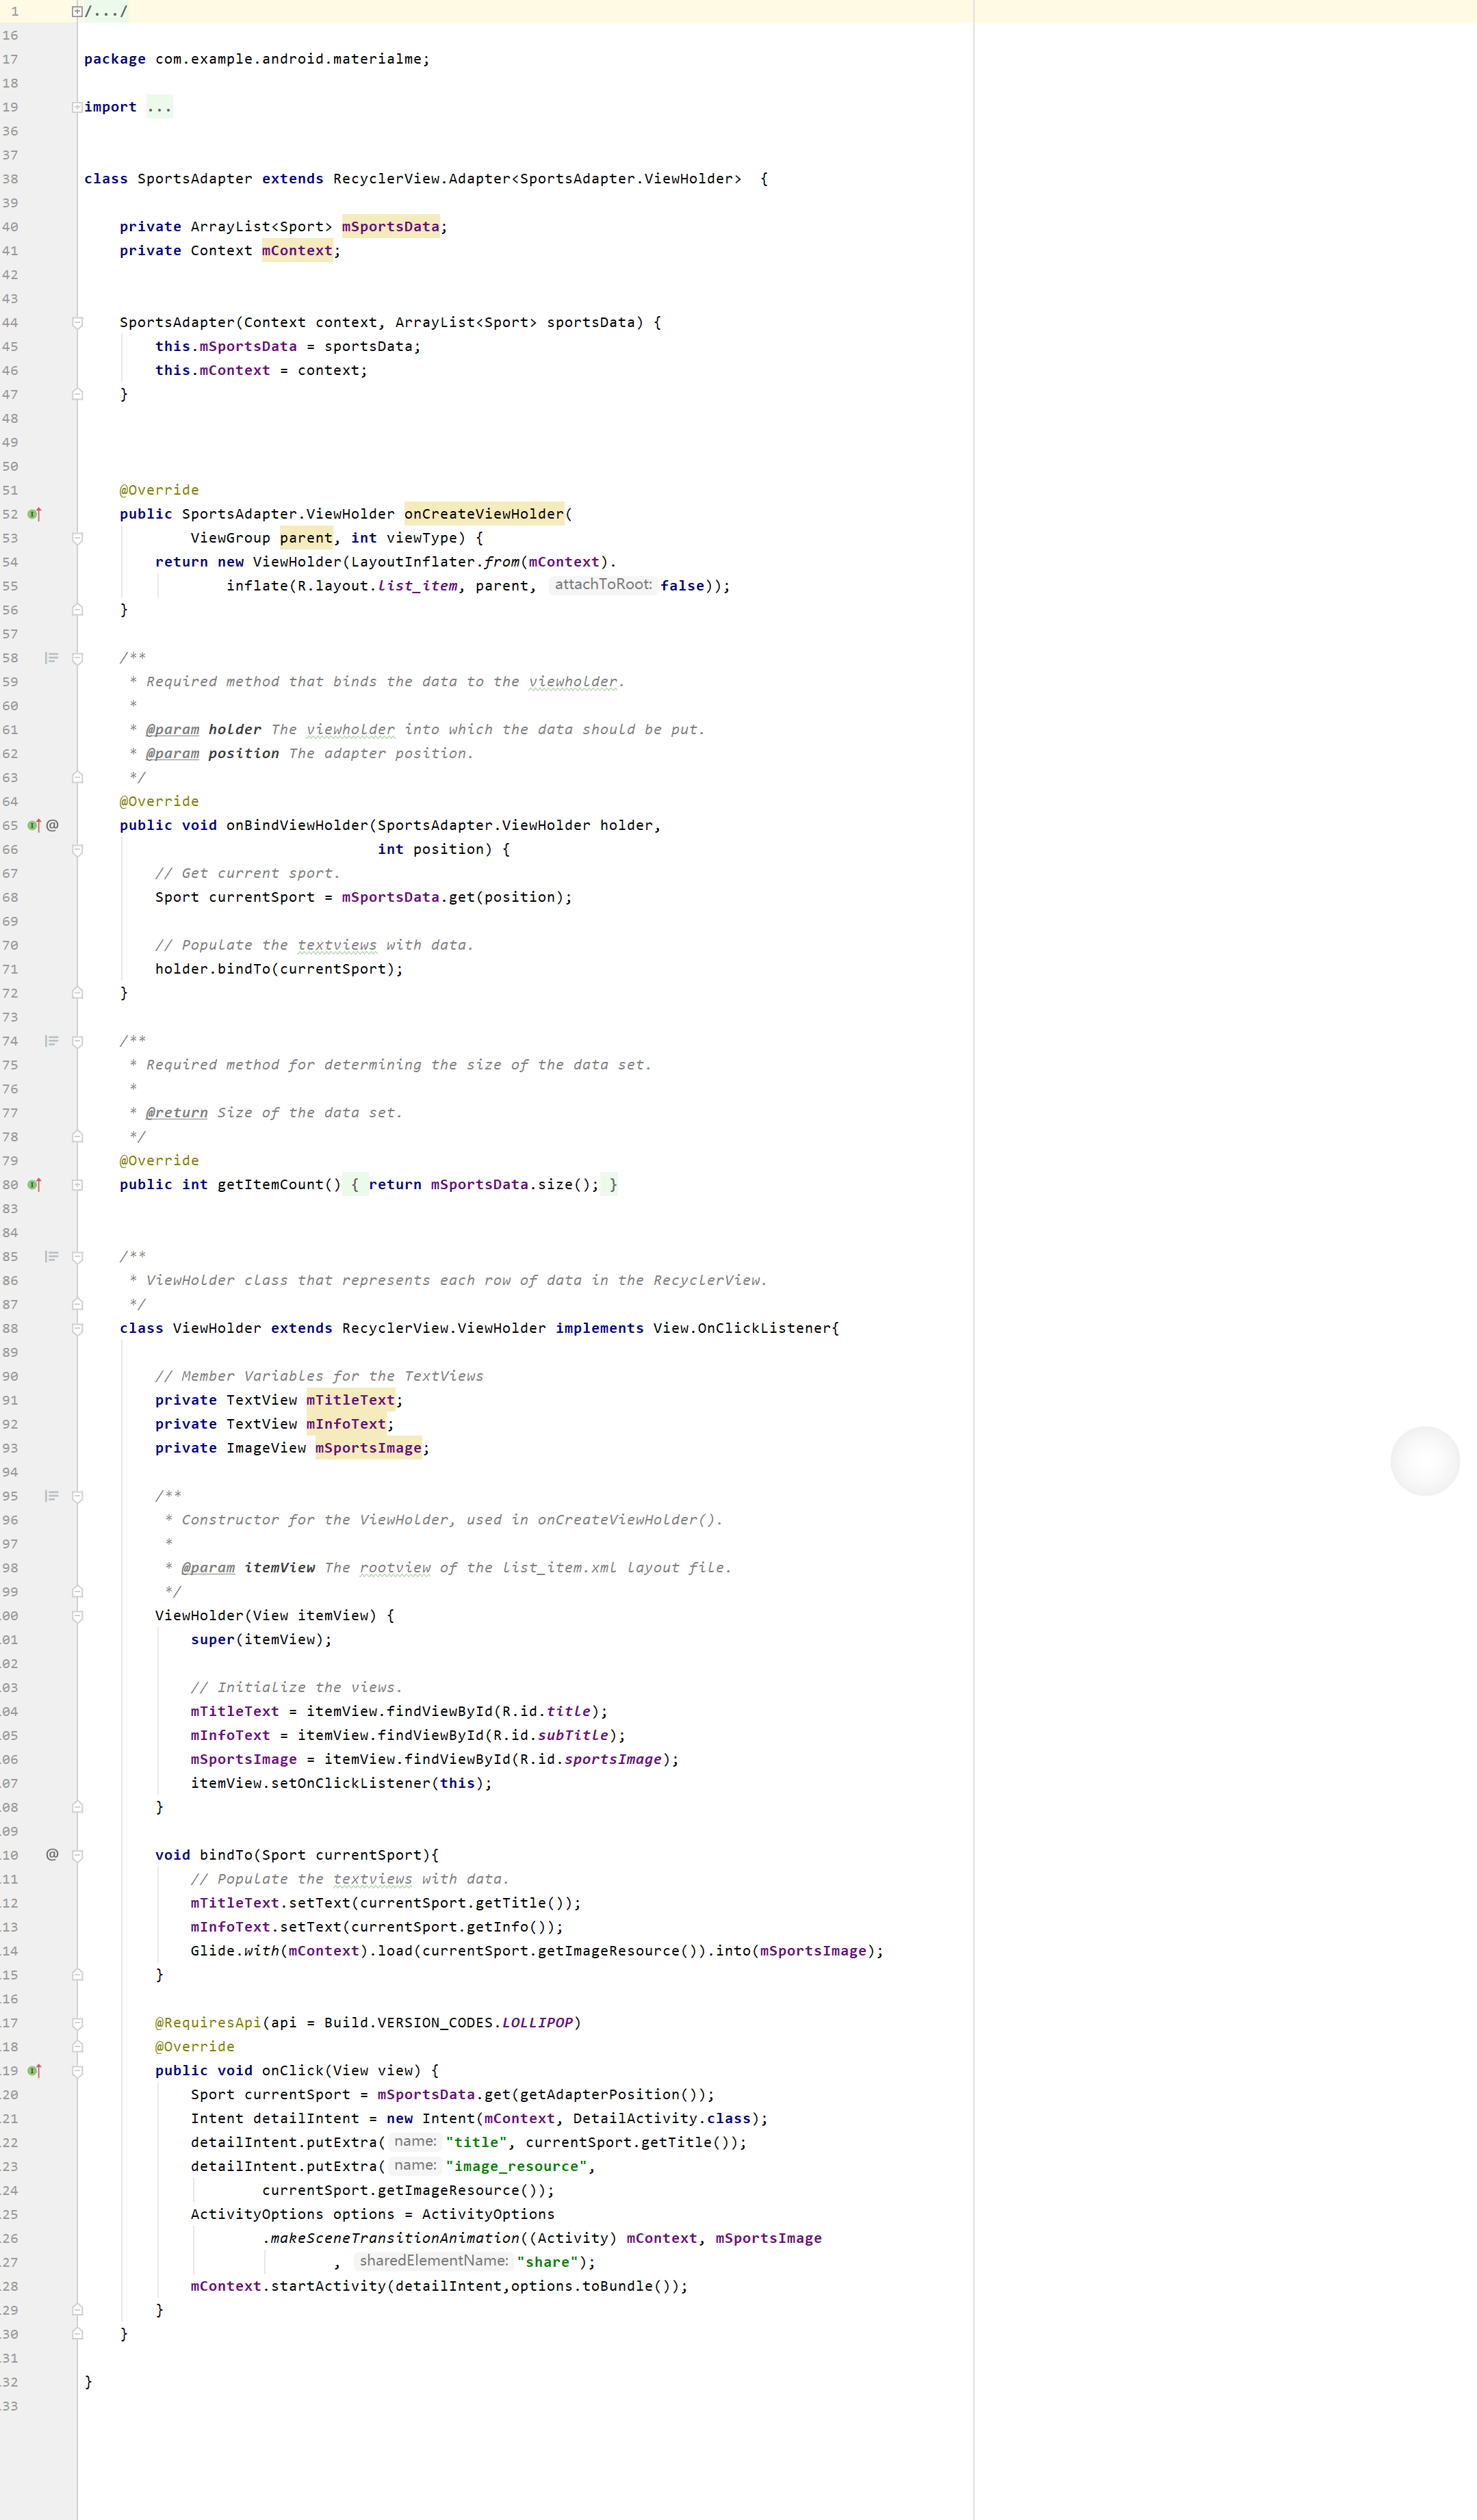 1 /.../
16
17 package com.example.android.materialme;
18
19 import ...
36
37
38 class SportsAdapter extends RecyclerView.Adapter<SportsAdapter.ViewHolder>  {
39
40     private ArrayList<Sport> mSportsData;
41     private Context mContext;
42
43
44     SportsAdapter(Context context, ArrayList<Sport> sportsData) {
45         this.mSportsData = sportsData;
46         this.mContext = context;
47     }
48
49
50
51     @Override
52     public SportsAdapter.ViewHolder onCreateViewHolder(
53             ViewGroup parent, int viewType) {
54         return new ViewHolder(LayoutInflater.from(mContext).
55                 inflate(R.layout.list_item, parent, attachToRoot: false));
56     }
57
58     /**
59      * Required method that binds the data to the viewholder.
60      *
61      * @param holder The viewholder into which the data should be put.
62      * @param position The adapter position.
63      */
64     @Override
65 @   public void onBindViewHolder(SportsAdapter.ViewHolder holder,
66                                  int position) {
67         // Get current sport.
68         Sport currentSport = mSportsData.get(position);
69
70         // Populate the textviews with data.
71         holder.bindTo(currentSport);
72     }
73
74     /**
75      * Required method for determining the size of the data set.
76      *
77      * @return Size of the data set.
78      */
79     @Override
80     public int getItemCount() { return mSportsData.size(); }
83
84
85     /**
86      * ViewHolder class that represents each row of data in the RecyclerView.
87      */
88     class ViewHolder extends RecyclerView.ViewHolder implements View.OnClickListener{
89
90         // Member Variables for the TextViews
91         private TextView mTitleText;
92         private TextView mInfoText;
93         private ImageView mSportsImage;
94
95         /**
96          * Constructor for the ViewHolder, used in onCreateViewHolder().
97          *
98          * @param itemView The rootview of the list_item.xml layout file.
99          */
00         ViewHolder(View itemView) {
01             super(itemView);
02
03             // Initialize the views.
04             mTitleText = itemView.findViewById(R.id.title);
05             mInfoText = itemView.findViewById(R.id.subTitle);
06             mSportsImage = itemView.findViewById(R.id.sportsImage);
07             itemView.setOnClickListener(this);
08         }
09
10 @       void bindTo(Sport currentSport){
11             // Populate the textviews with data.
12             mTitleText.setText(currentSport.getTitle());
13             mInfoText.setText(currentSport.getInfo());
14             Glide.with(mContext).load(currentSport.getImageResource()).into(mSportsImage);
15         }
16
17         @RequiresApi(api = Build.VERSION_CODES.LOLLIPOP)
18         @Override
19         public void onClick(View view) {
20             Sport currentSport = mSportsData.get(getAdapterPosition());
21             Intent detailIntent = new Intent(mContext, DetailActivity.class);
22             detailIntent.putExtra( name: "title", currentSport.getTitle());
23             detailIntent.putExtra( name: "image_resource",
24                     currentSport.getImageResource());
25             ActivityOptions options = ActivityOptions
26                     .makeSceneTransitionAnimation((Activity) mContext, mSportsImage
27                             , sharedElementName: "share");
28             mContext.startActivity(detailIntent,options.toBundle());
29         }
30     }
31
32 }
33